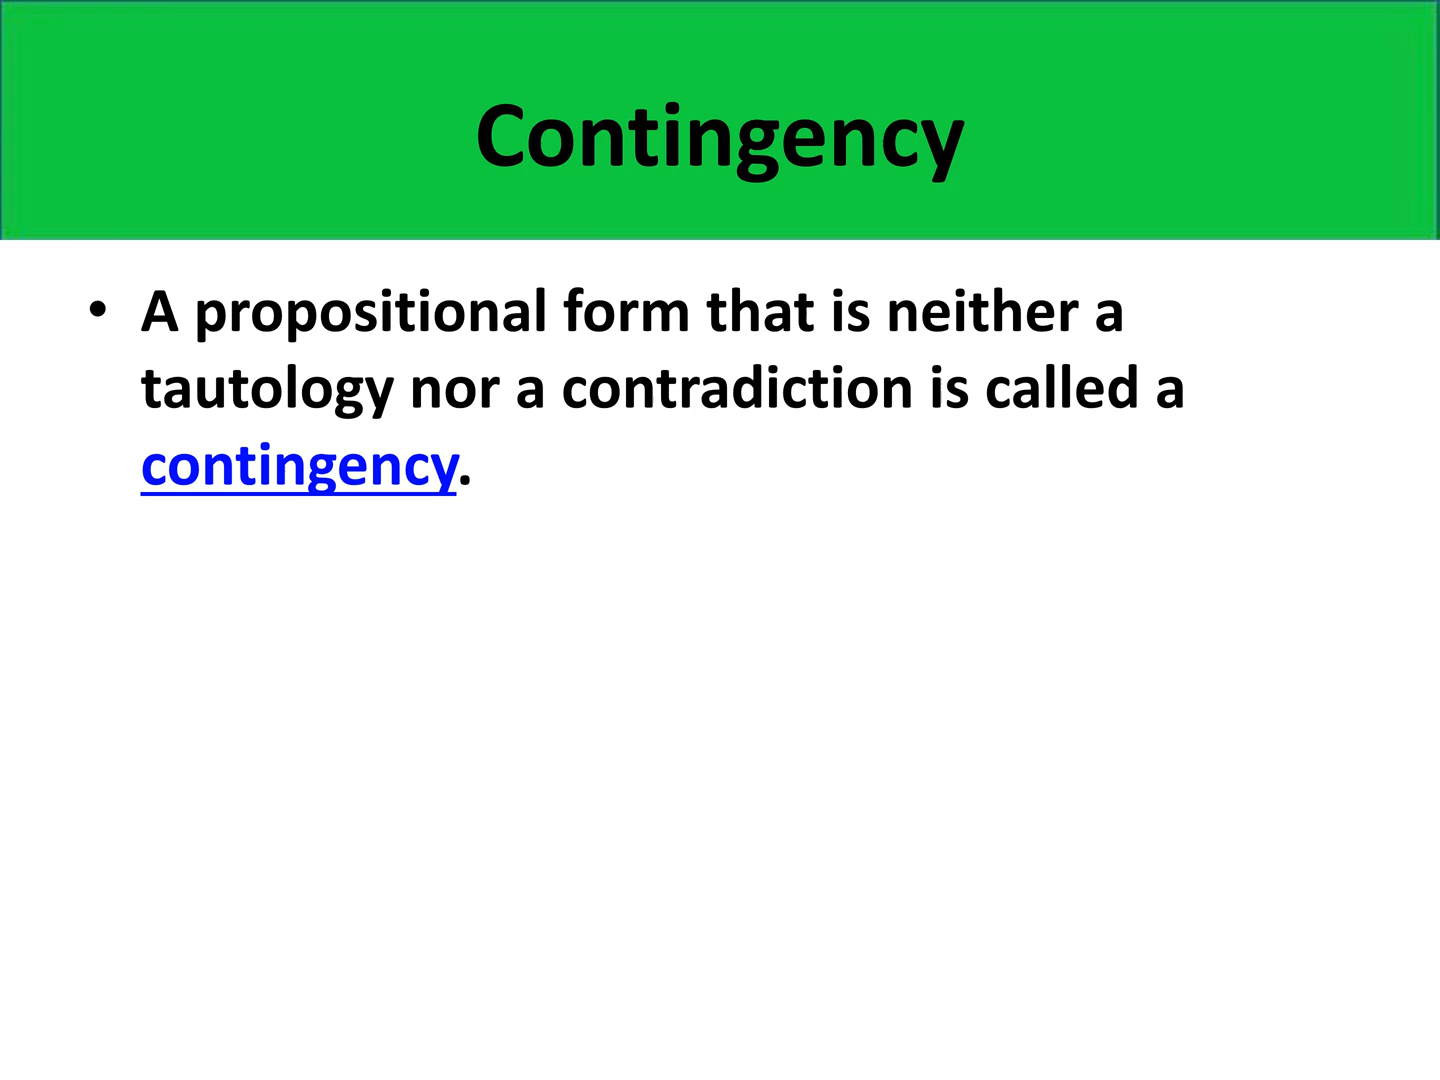 Contingency
• A propositional form that is neither a
tautology nor a contradiction is called a
contingency.